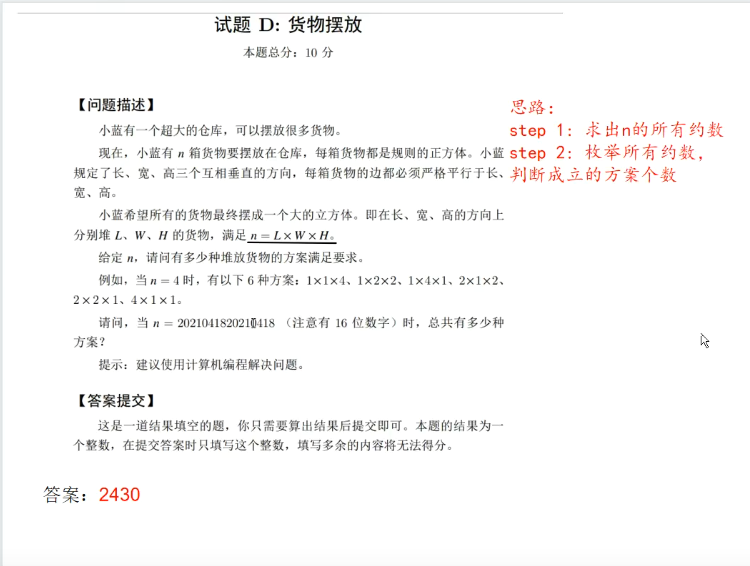 试题 D: 货物摆放
本题总分：10 分
【问题描述】
小蓝有一个超大的仓库，可以摆放很多货物。
现在，小蓝有 n 箱货物要摆放在仓库，每箱货物都是规则的正方体。小蓝
规定了长、宽、高三个互相垂直的方向，每箱货物的边都必须严格平行于长、
宽、高。
小蓝希望所有的货物最终摆成一个大的立方体。即在长、宽、高的方向上
分别堆 L、W、H 的货物，满足 n = L×W×H。
给定 n，请问有多少种堆放货物的方案满足要求。
例如，当 n = 4 时，有以下 6 种方案：1×1×4、1×2×2、1×4×1、2×1×2、
2×2×1、4×1×1。
请问，当 n = 2021041820210418 （注意有 16 位数字）时，总共有多少种
方案？
提示：建议使用计算机编程解决问题。
【答案提交】
这是一道结果填空的题，你只需要算出结果后提交即可。本题的结果为一
个整数，在提交答案时只填写这个整数，填写多余的内容将无法得分。
思路：
step 1: 求出n的所有约数
step 2: 枚举所有约数，
判断成立的方案个数
答案：2430